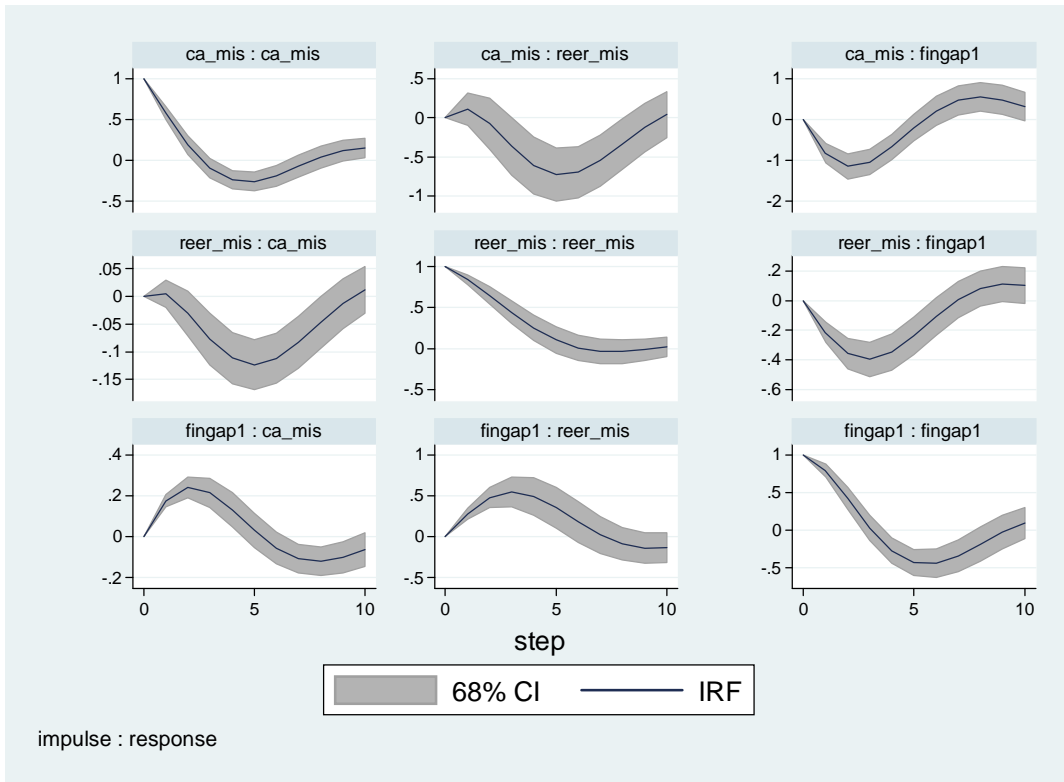 ca_mis : ca_mis
ca_mis : reer_mis
ca_mis : fingap1
1
.5
0
-.5
.5
0
-.5
-1
1
0
-1
-2
reer_mis : ca_mis
reer_mis : reer_mis
reer_mis : fingap1
.05
0
-.05
-.1
-.15
1
.5
0
-.5
.2
0
-.2
-.4
-.6
fingap1 : ca_mis
fingap1 : reer_mis
fingap1 : fingap1
.4
.2
0
-.2
1
.5
0
-.5
1
.5
0
-.5
0 5 10
0 5 10
0 5 10
step
68% CI IRF
impulse : response